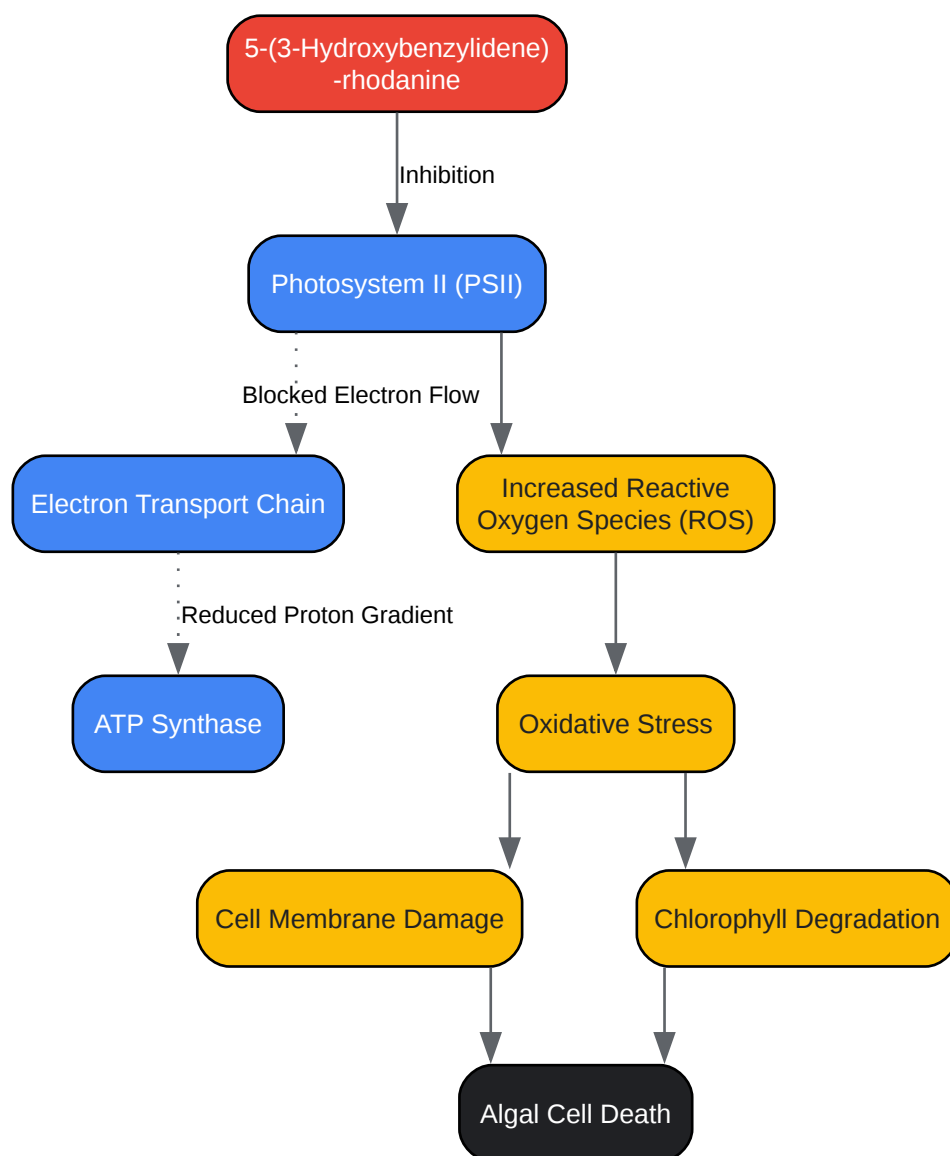 5-(3-Hydroxybenzylidene)
-rhodanine
Inhibition
Photosystem II (PSII)
Blocked Electron Flow
Electron Transport Chain
Increased Reactive
Oxygen Species (ROS)
Reduced Proton Gradient
ATP Synthase
Oxidative Stress
Cell Membrane Damage
Chlorophyll Degradation
Algal Cell Death